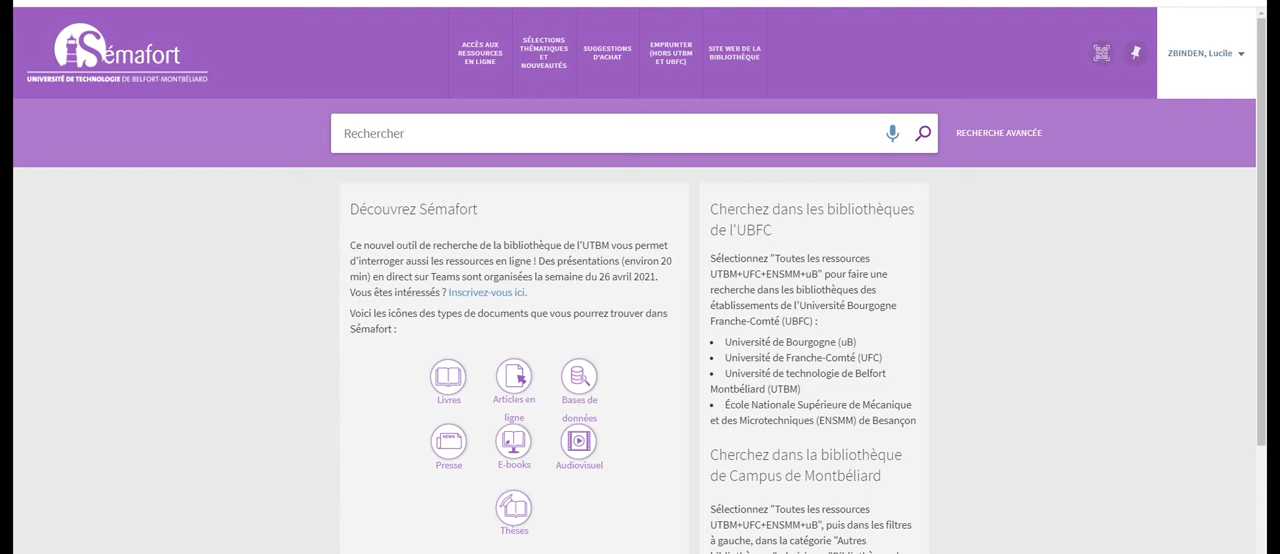 Sémafort
UNIVERSITÉ DE TECHNOLOGIE DE BELFORT-MONTBÉLIARD
ACCÈS AUX
RESSOURCES
EN LIGNE
SÉLECTIONS
THÉMATIQUES
ET
NOUVEAUTÉS
SUGGESTIONS
D'ACHAT
EMPRUNTER
(HORS UTBM
ET UBFC)
SITE WEB DE LA
BIBLIOTHÈQUE
ZBINDEN, Lucile
Rechercher
RECHERCHE AVANCÉE
Découvrez Sémafort
Ce nouvel outil de recherche de la bibliothèque de l'UTBM vous permet
d'interroger aussi les ressources en ligne ! Des présentations (environ 20
min) en direct sur Teams sont organisées la semaine du 26 avril 2021.
Vous êtes intéressés ? Inscrivez-vous ici.
Voici les icônes des types de documents que vous pourrez trouver dans
Sémafort :
Livres
Articles en
ligne
Bases de
données
NEWS
Presse
E-books
Audiovisuel
Thèses
Cherchez dans les bibliothèques
de l'UBFC
Sélectionnez "Toutes les ressources
UTBM+UFC+ENSMM+uB" pour faire une
recherche dans les bibliothèques des
établissements de l'Université Bourgogne
Franche-Comté (UBFC) :
• Université de Bourgogne (uB)
• Université de Franche-Comté (UFC)
• Université de technologie de Belfort
Montbéliard (UTBM)
• École Nationale Supérieure de Mécanique
et des Microtechniques (ENSMM) de Besançon
Cherchez dans la bibliothèque
de Campus de Montbéliard
Sélectionnez "Toutes les ressources
UTBM+UFC+ENSMM+uB", puis dans les filtres
à gauche, dans la catégorie "Autres